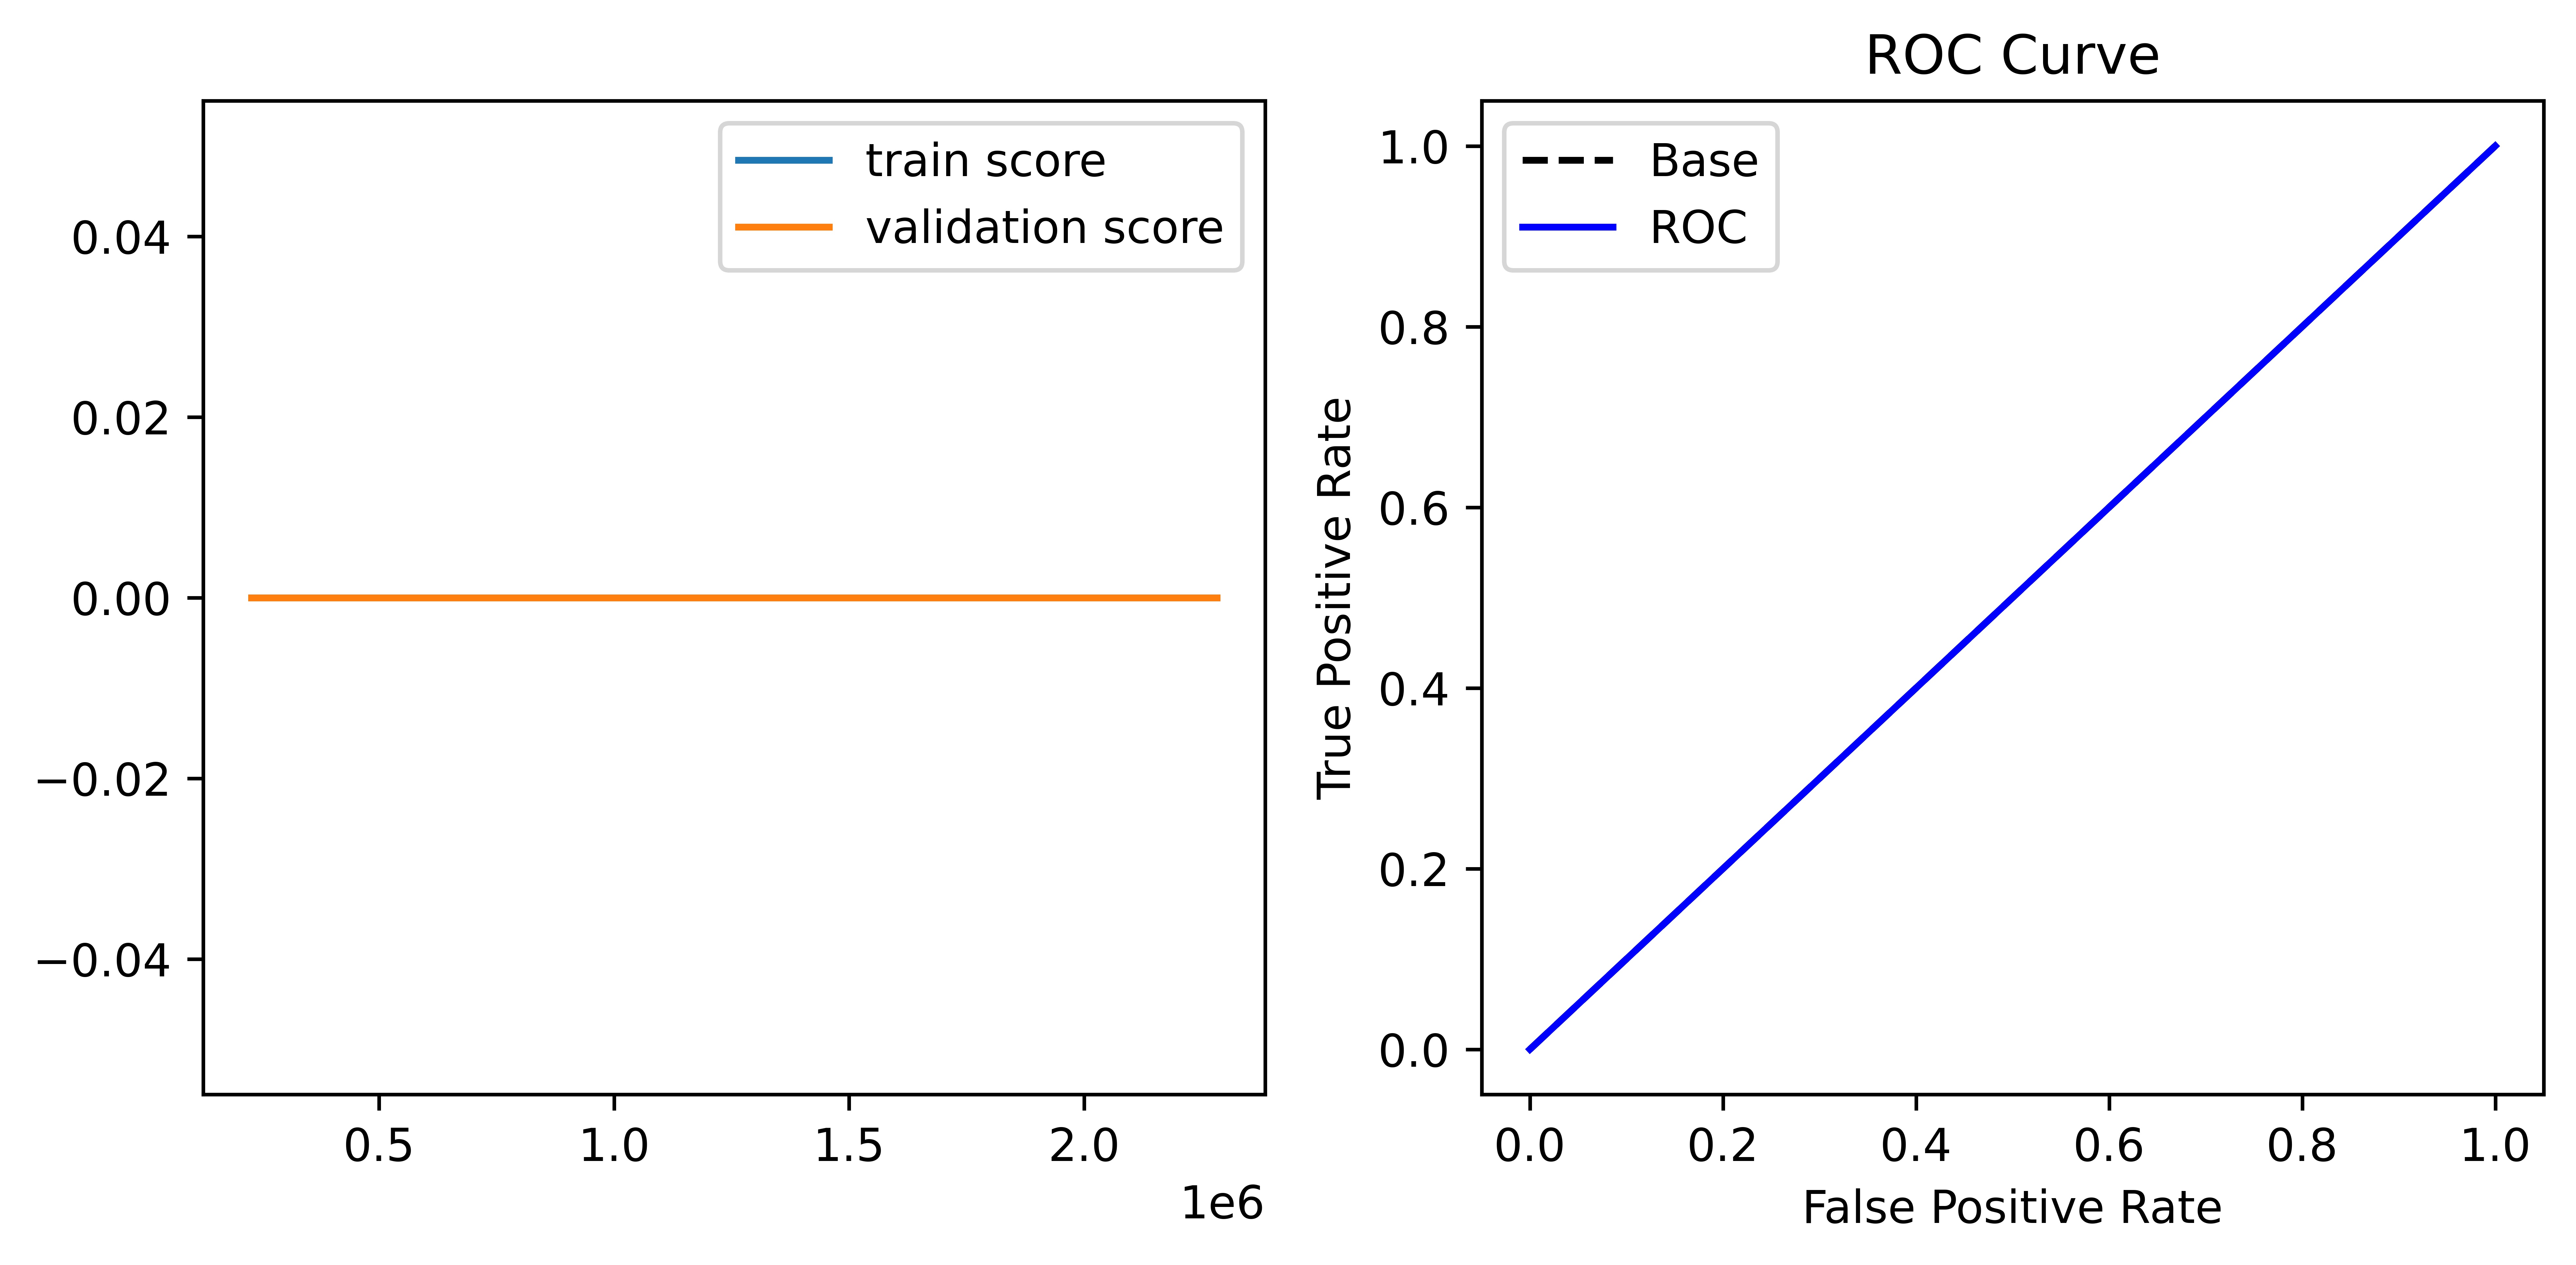 train score
validation score
0.04
0.02
0.00
−0.02
−0.04
0.5 1.0 1.5 2.0
1e6
ROC Curve
Base
ROC
True Positive Rate
1.0
0.8
0.6
0.4
0.2
0.0
0.0 0.2 0.4 0.6 0.8 1.0
False Positive Rate